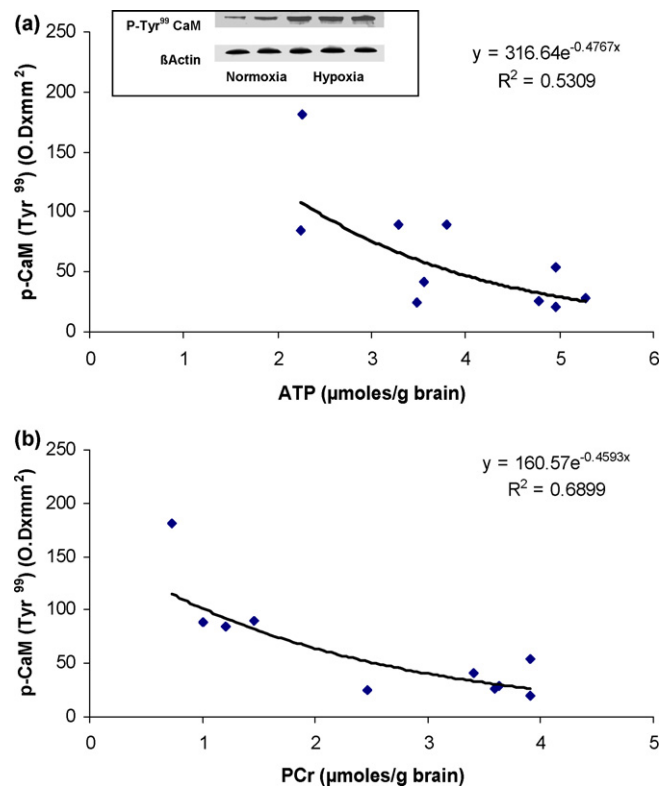 (a)
P-Tyr⁹⁹ CaM
ßActin
Normoxia Hypoxia
y = 316.64e^-0.4767x
R² = 0.5309
p-CaM (Tyr ⁹⁹) (O.Dxmm²)
250
200
150
100
50
0
0 1 2 3 4 5 6
ATP (µmoles/g brain)
(b)
y = 160.57e^-0.4593x
R² = 0.6899
p-CaM (Tyr ⁹⁹) (O.Dxmm²)
250
200
150
100
50
0
0 1 2 3 4 5
PCr (µmoles/g brain)